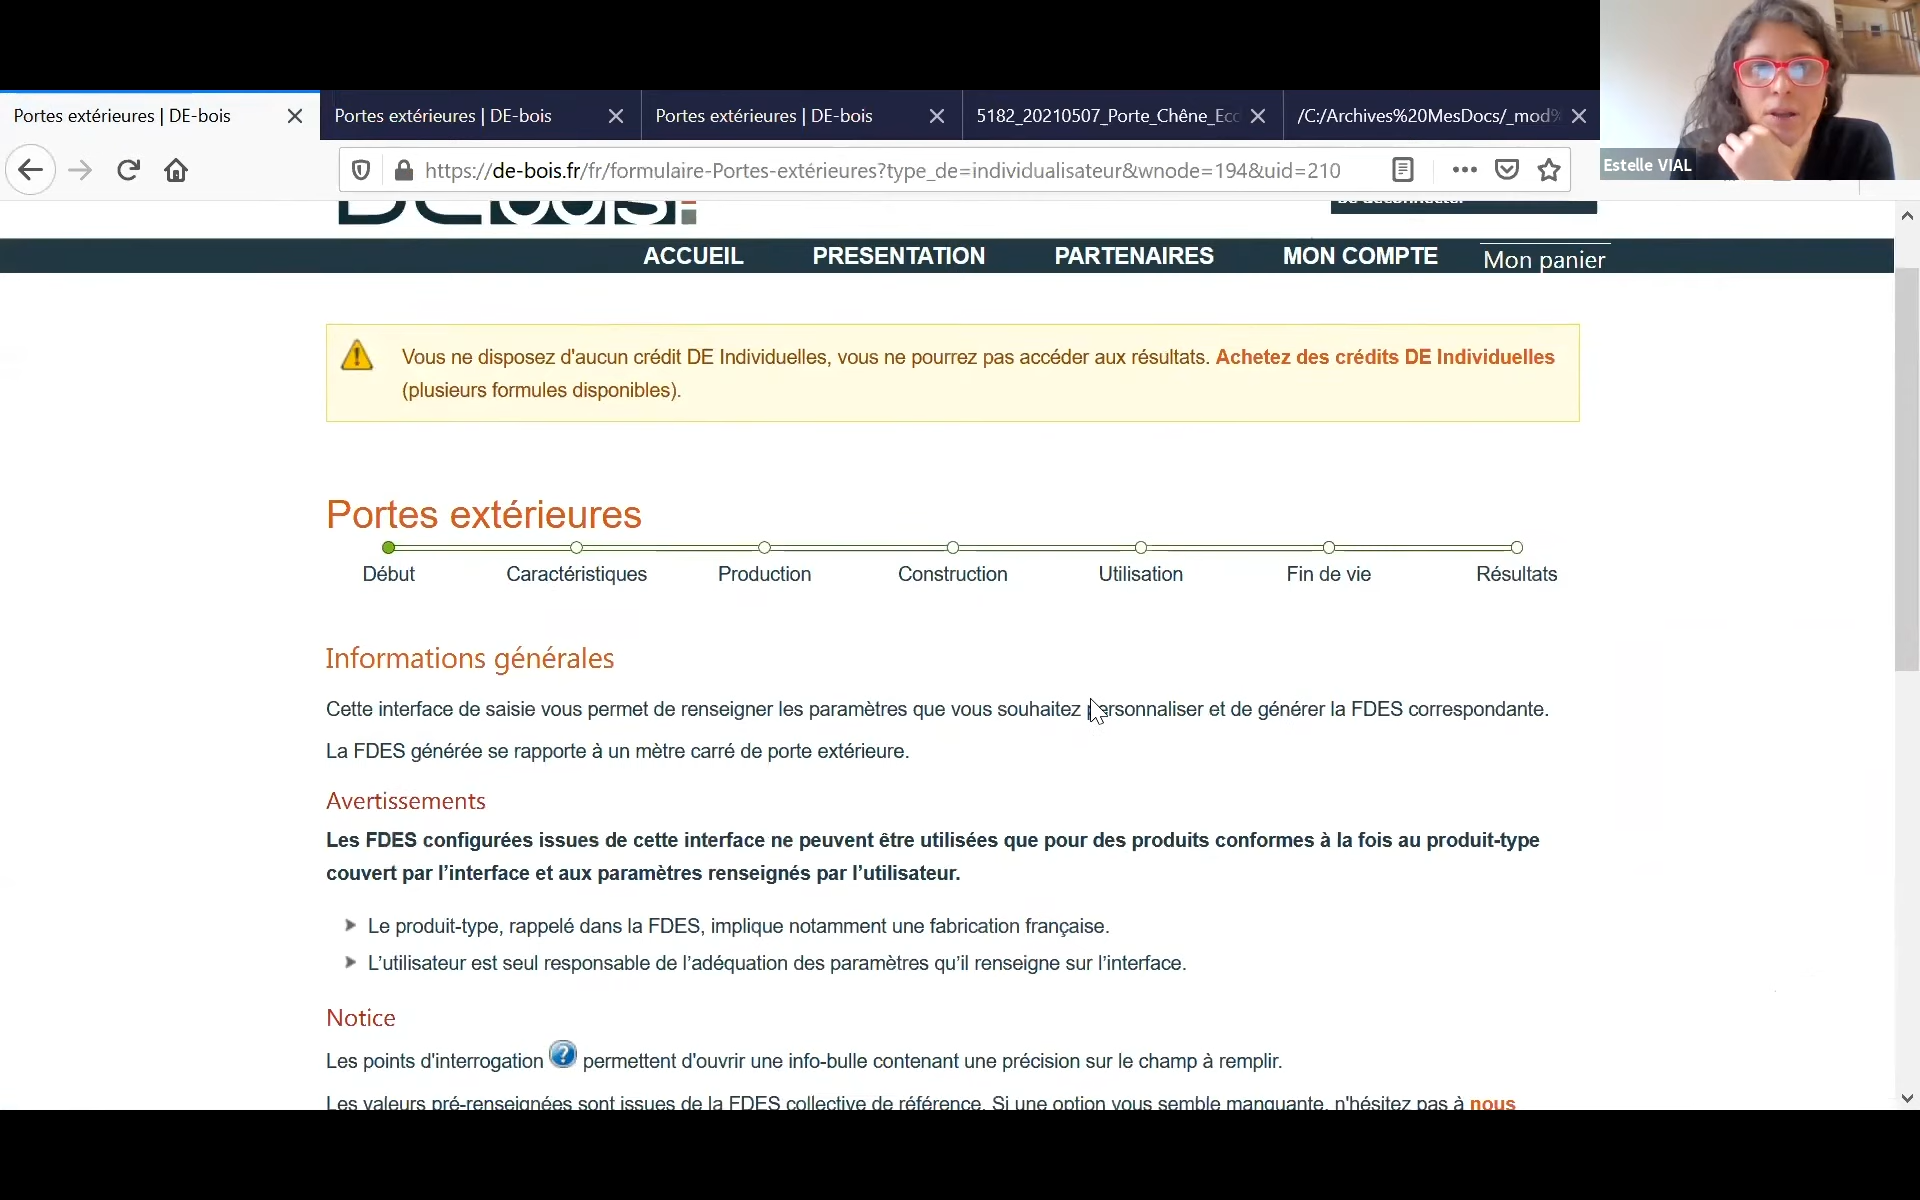 Portes extérieures | DE-bois
Portes extérieures | DE-bois
Portes extérieures | DE-bois
5182_20210507_Porte_Chêne_Ecc
/C:/Archives%20MesDocs/_mod%
Estelle VIAL
https://de-bois.fr/fr/formulaire-Portes-extérieures?type_de=individualisateur&wnode=194&uid=210
DE bois
Se déconnecter
ACCUEIL
PRESENTATION
PARTENAIRES
MON COMPTE
Mon panier
Vous ne disposez d'aucun crédit DE Individuelles, vous ne pourrez pas accéder aux résultats. Achetez des crédits DE Individuelles
(plusieurs formules disponibles).
Portes extérieures
Début
Caractéristiques
Production
Construction
Utilisation
Fin de vie
Résultats
Informations générales
Cette interface de saisie vous permet de renseigner les paramètres que vous souhaitez personnaliser et de générer la FDES correspondante.
La FDES générée se rapporte à un mètre carré de porte extérieure.
Avertissements
Les FDES configurées issues de cette interface ne peuvent être utilisées que pour des produits conformes à la fois au produit-type
couvert par l’interface et aux paramètres renseignés par l’utilisateur.
Le produit-type, rappelé dans la FDES, implique notamment une fabrication française.
L’utilisateur est seul responsable de l’adéquation des paramètres qu’il renseigne sur l’interface.
Notice
Les points d'interrogation ? permettent d'ouvrir une info-bulle contenant une précision sur le champ à remplir.
Les valeurs pré-renseignées sont issues de la FDES collective de référence. Si une option vous semble manquante, n'hésitez pas à nous